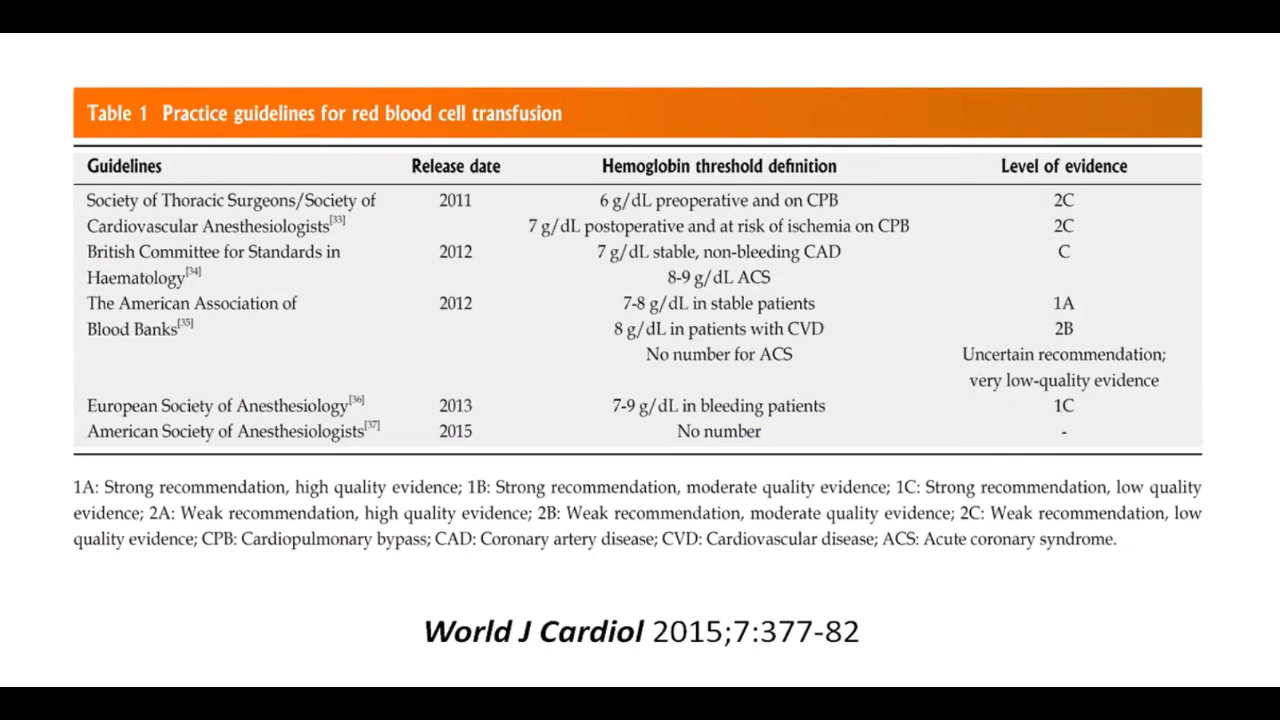 Table 1 Practice guidelines for red blood cell transfusion
Guidelines Release date Hemoglobin threshold definition Level of evidence
Society of Thoracic Surgeons/Society of 2011 6 g/dL preoperative and on CPB 2C
Cardiovascular Anesthesiologists[33] 7 g/dL postoperative and at risk of ischemia on CPB 2C
British Committee for Standards in 2012 7 g/dL stable, non-bleeding CAD C
Haematology[34] 8-9 g/dL ACS
The American Association of 2012 7-8 g/dL in stable patients 1A
Blood Banks[35] 8 g/dL in patients with CVD 2B
No number for ACS Uncertain recommendation;
very low-quality evidence
European Society of Anesthesiology[36] 2013 7-9 g/dL in bleeding patients 1C
American Society of Anesthesiologists[37] 2015 No number -
1A: Strong recommendation, high quality evidence; 1B: Strong recommendation, moderate quality evidence; 1C: Strong recommendation, low quality
evidence; 2A: Weak recommendation, high quality evidence; 2B: Weak recommendation, moderate quality evidence; 2C: Weak recommendation, low
quality evidence; CPB: Cardiopulmonary bypass; CAD: Coronary artery disease; CVD: Cardiovascular disease; ACS: Acute coronary syndrome.
World J Cardiol 2015;7:377-82